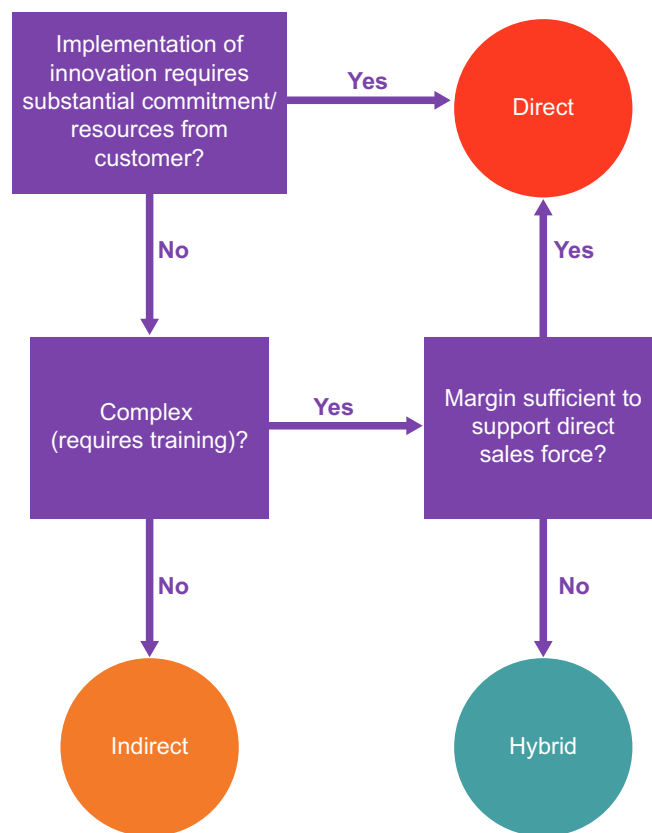 Implementation of
innovation requires
substantial commitment/
resources from
customer?
Yes
Direct
No
Yes
Complex
(requires training)?
Yes
Margin sufficient to
support direct
sales force?
No
No
Indirect
Hybrid